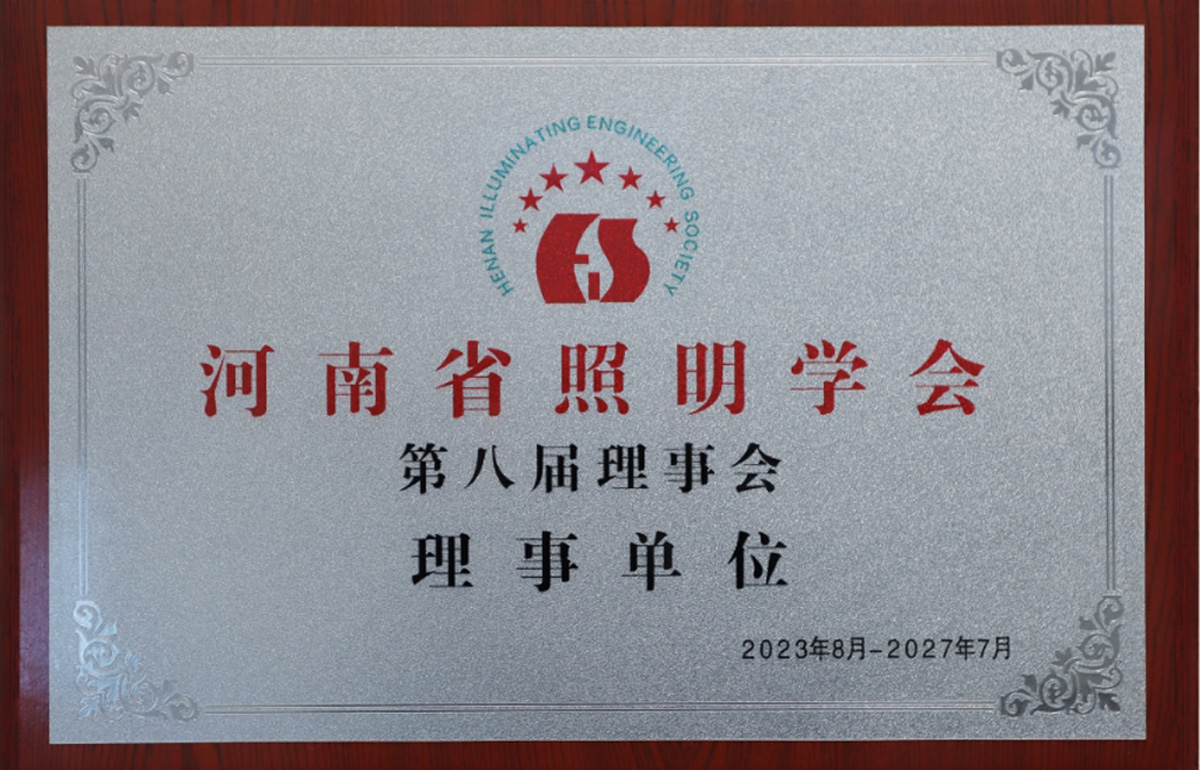 HENAN ILLUMINATING ENGINEERING SOCIETY
河南省照明学会
第八届理事会
理事单位
2023年8月-2027年7月